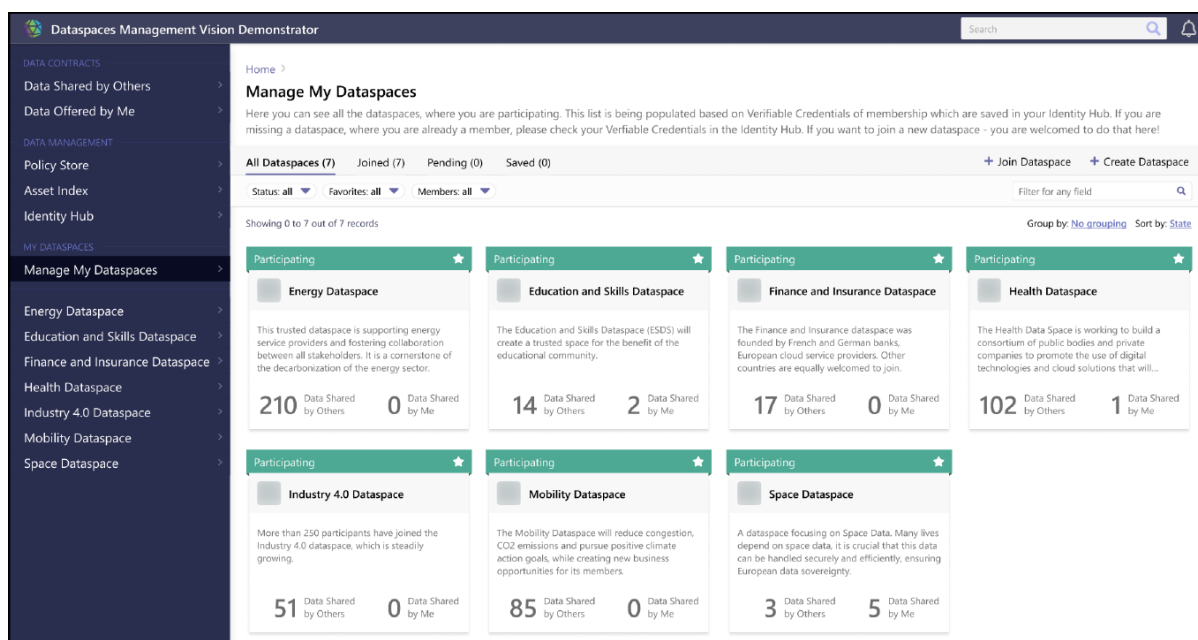 Dataspaces Management Vision Demonstrator
Search
DATA CONTRACTS
Data Shared by Others
Data Offered by Me
DATA MANAGEMENT
Policy Store
Asset Index
Identity Hub
MY DATASPACES
Manage My Dataspaces
Energy Dataspace
Education and Skills Dataspace
Finance and Insurance Dataspace
Health Dataspace
Industry 4.0 Dataspace
Mobility Dataspace
Space Dataspace
Home
Manage My Dataspaces
Here you can see all the dataspaces, where you are participating. This list is being populated based on Verifiable Credentials of membership which are saved in your Identity Hub. If you are
missing a dataspace, where you are already a member, please check your Verfiable Credentials in the Identity Hub. If you want to join a new dataspace - you are welcomed to do that here!
All Dataspaces (7) Joined (7) Pending (0) Saved (0) + Join Dataspace + Create Dataspace
Status: all Favorites: all Members: all Filter for any field
Showing 0 to 7 out of 7 records Group by: No grouping Sort by: State
Participating
Energy Dataspace
This trusted dataspace is supporting energy
service providers and fostering collaboration
between all stakeholders. It is a cornerstone of
the decarbonization of the energy sector.
210 Data Shared by Others 0 Data Shared by Me
Participating
Education and Skills Dataspace
The Education and Skills Dataspace (ESDS) will
create a trusted space for the benefit of the
educational community.
14 Data Shared by Others 2 Data Shared by Me
Participating
Finance and Insurance Dataspace
The Finance and Insurance dataspace was
founded by French and German banks,
European cloud service providers. Other
countries are equally welcomed to join.
17 Data Shared by Others 0 Data Shared by Me
Participating
Health Dataspace
The Health Data Space is working to build a
consortium of public bodies and private
companies to promote the use of digital
technologies and cloud solutions that will...
102 Data Shared by Others 1 Data Shared by Me
Participating
Industry 4.0 Dataspace
More than 250 participants have joined the
Industry 4.0 dataspace, which is steadily
growing.
51 Data Shared by Others 0 Data Shared by Me
Participating
Mobility Dataspace
The Mobility Dataspace will reduce congestion,
CO2 emissions and pursue positive climate
action goals, while creating new business
opportunities for its members.
85 Data Shared by Others 0 Data Shared by Me
Participating
Space Dataspace
A dataspace focusing on Space Data. Many lives
depend on space data, it is crucial that this data
can be handled securely and efficiently, ensuring
European data sovereignty.
3 Data Shared by Others 5 Data Shared by Me